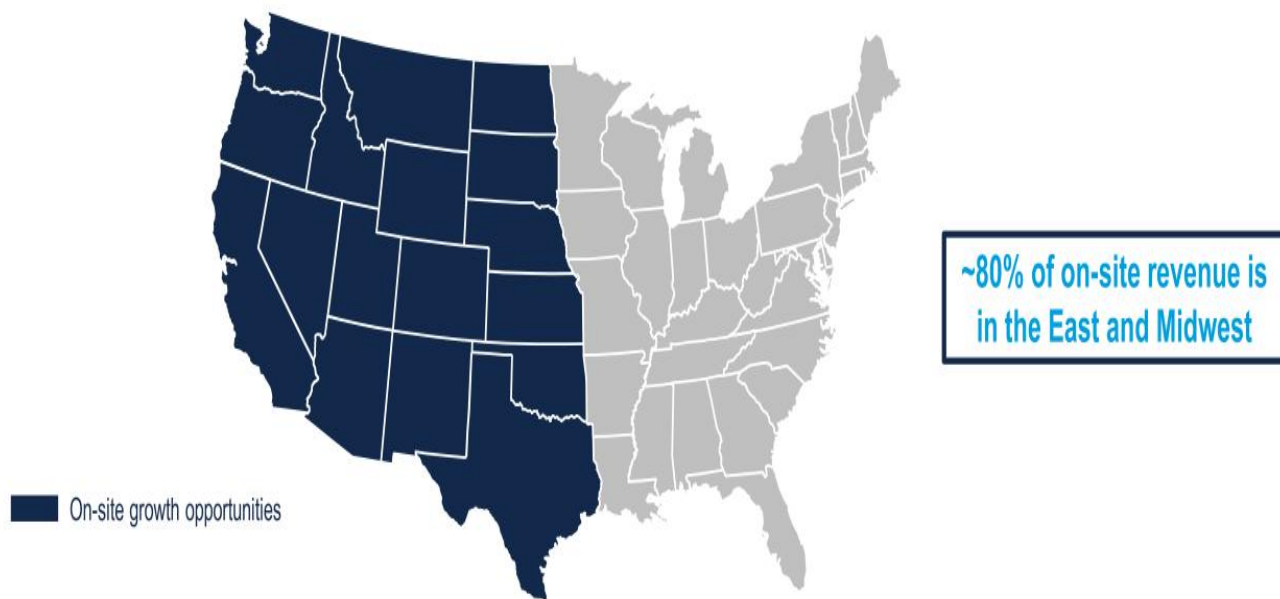 ~80% of on-site revenue is
in the East and Midwest
On-site growth opportunities